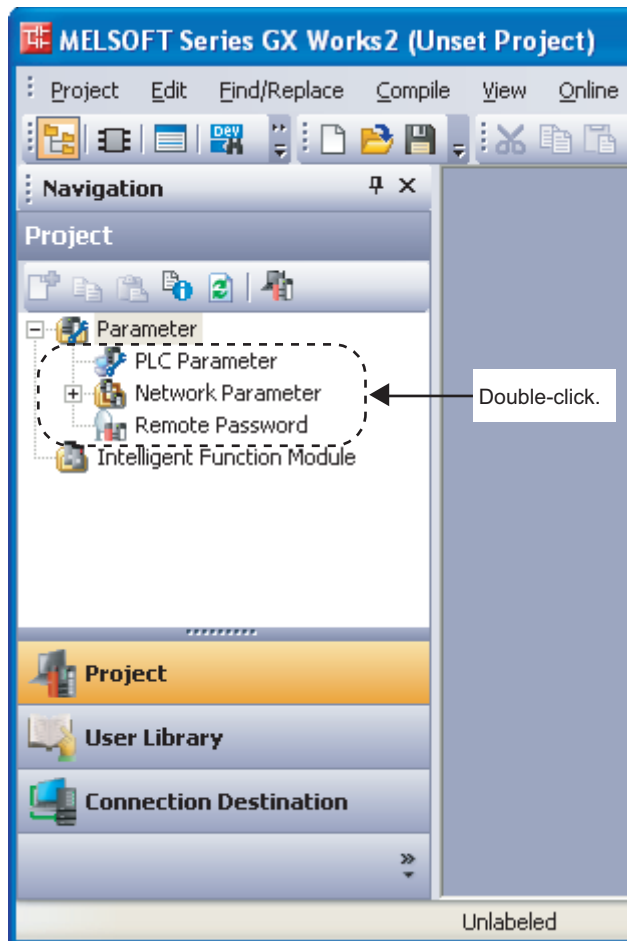 MELSOFT Series GX Works2 (Unset Project)
Project Edit Find/Replace Compile View Online
Dev
Navigation
Project
Parameter
PLC Parameter
Network Parameter
Remote Password
Intelligent Function Module
Double-click.
Project
User Library
Connection Destination
Unlabeled